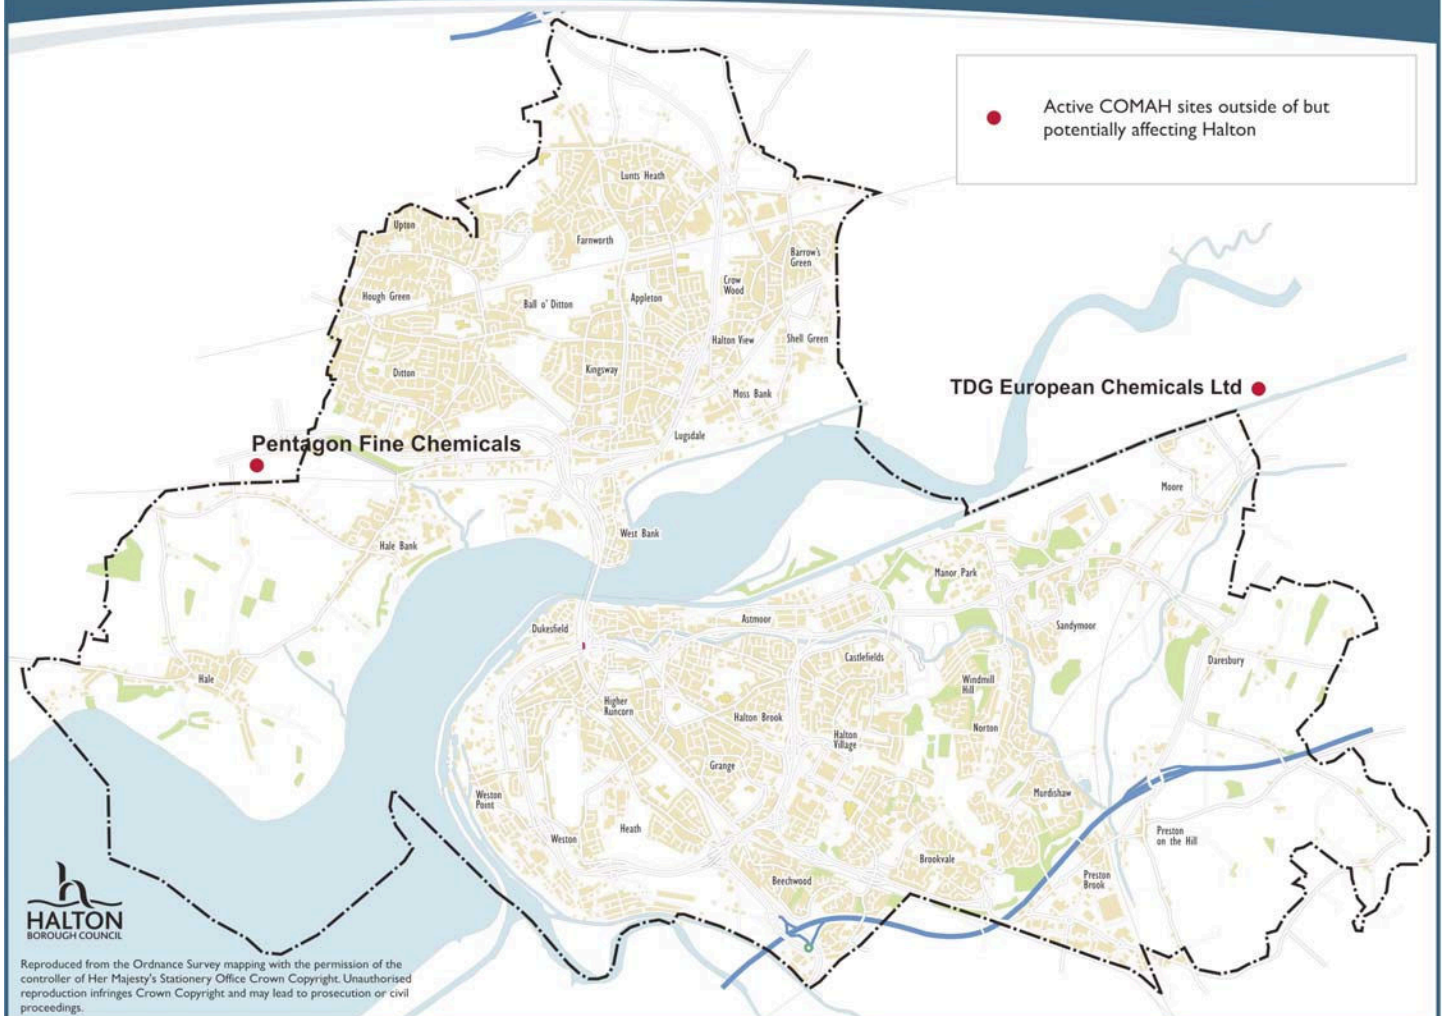 Active COMAH sites outside of but
potentially affecting Halton
Lunts Heath
Upton
Farnworth
Barrow's
Green
Crow
Wood
Hough Green
Ball o' Ditton
Appleton
Halton View
Shell Green
Ditton
Kingsway
Moss Bank
TDG European Chemicals Ltd
Lugsdale
Pentagon Fine Chemicals
Moore
West Bank
Hale Bank
Manor Park
Dukesfield
Astmoor
Sandymoor
Castlefields
Daresbury
Hale
Windmill
Hill
Higher
Runcorn
Halton Brook
Norton
Halton
Village
Grange
Murdishaw
Weston
Point
Heath
Weston
Preston
on the Hill
Brookvale
Beechwood
Preston
Brook
HALTON
BOROUGH COUNCIL
Reproduced from the Ordnance Survey mapping with the permission of the
controller of Her Majesty's Stationery Office Crown Copyright. Unauthorised
reproduction infringes Crown Copyright and may lead to prosecution or civil
proceedings.